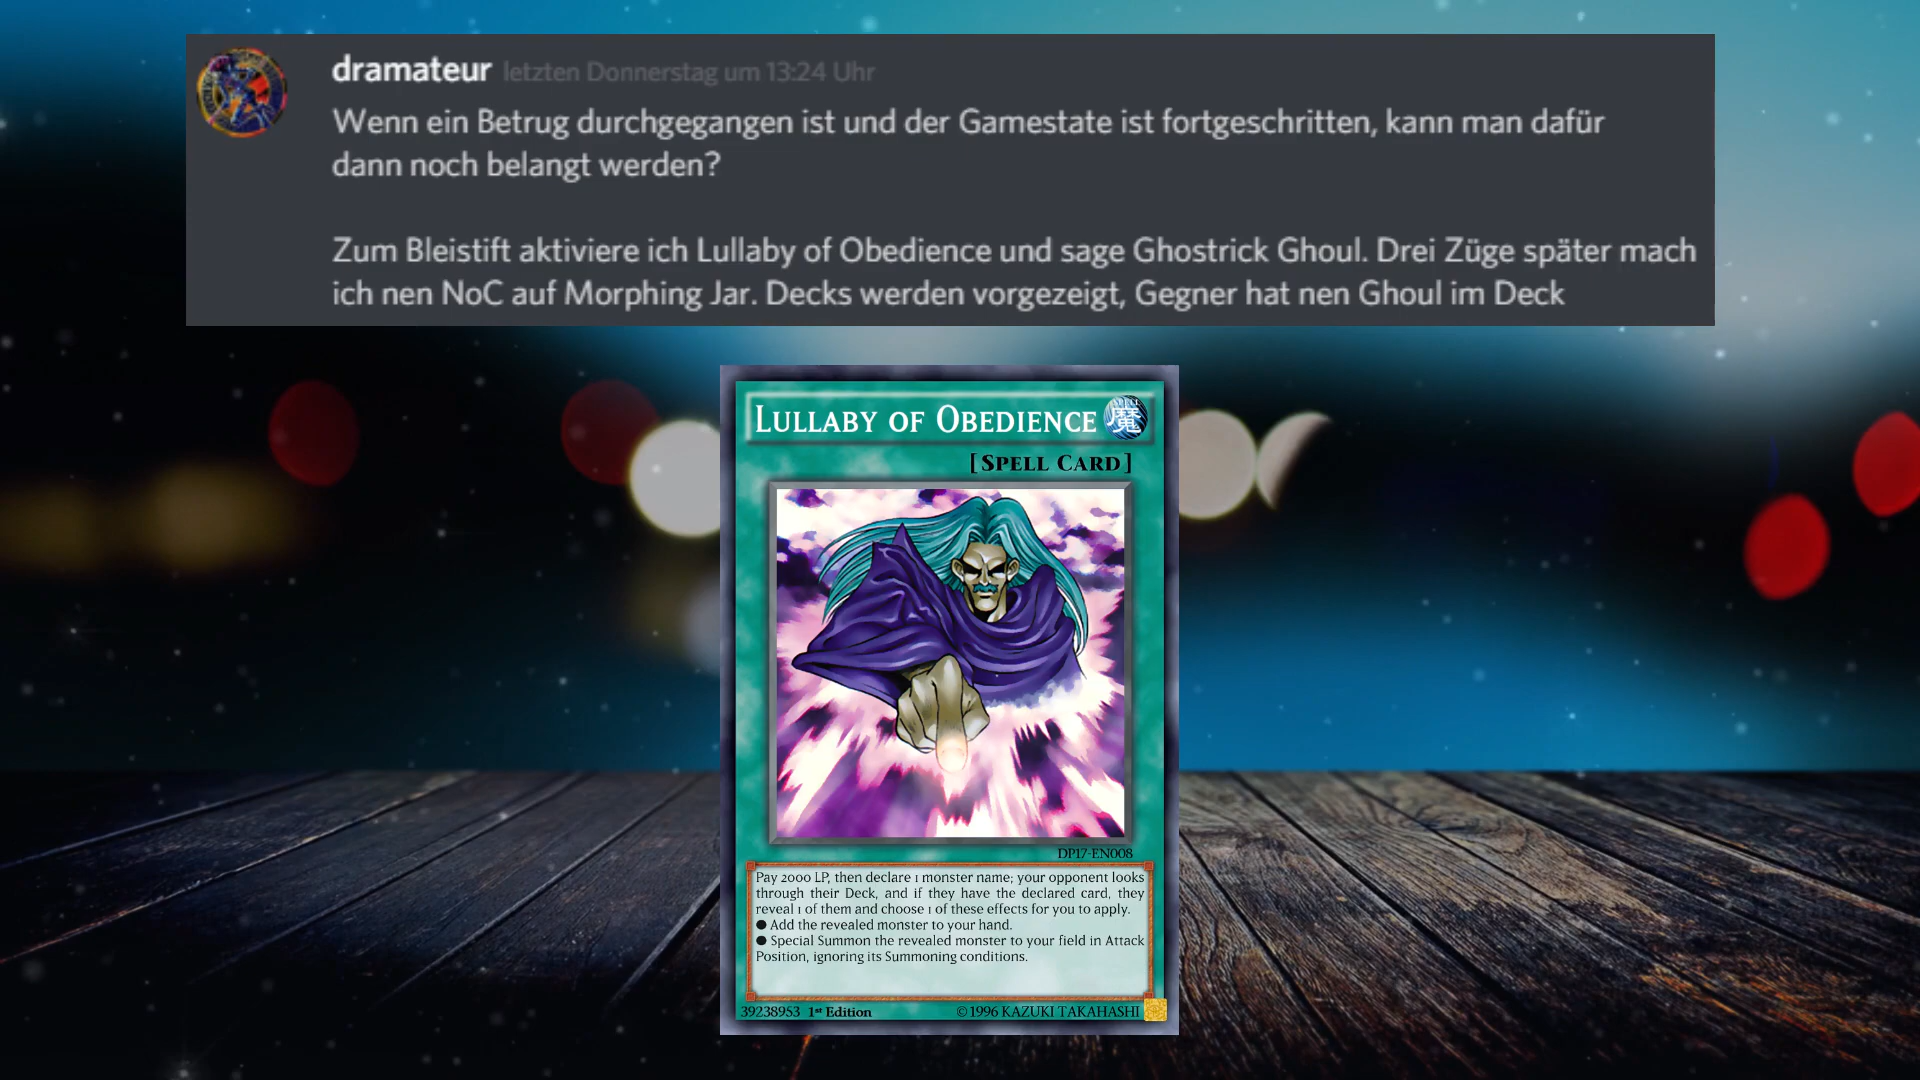 dramateur letzten Donnerstag um 13:24 Uhr
Wenn ein Betrug durchgegangen ist und der Gamestate ist fortgeschritten, kann man dafür
dann noch belangt werden?
Zum Bleistift aktiviere ich Lullaby of Obedience und sage Ghostrick Ghoul. Drei Züge später mach
ich nen NoC auf Morphing Jar. Decks werden vorgezeigt, Gegner hat nen Ghoul im Deck
Lullaby of Obedience
SPELL
魔
[Spell Card]
DP17-EN008
Pay 2000 LP, then declare 1 monster name; your opponent looks
through their Deck, and if they have the declared card, they
reveal 1 of them and choose 1 of these effects for you to apply.
● Add the revealed monster to your hand.
● Special Summon the revealed monster to your field in Attack
Position, ignoring its Summoning conditions.
39238953 1st Edition ©1996 KAZUKI TAKAHASHI